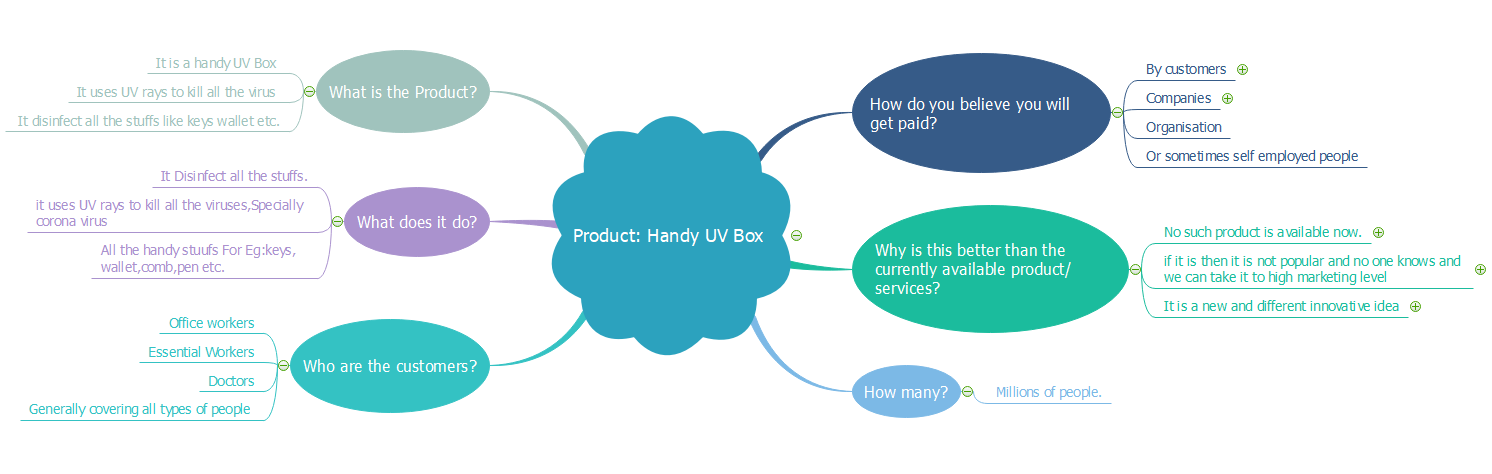 Product: Handy UV Box
What is the Product?
It is a handy UV Box
It uses UV rays to kill all the virus
It disinfect all the stuffs like keys wallet etc.
What does it do?
It Disinfect all the stuffs.
it uses UV rays to kill all the viruses,Specially
corona virus
All the handy stuufs For Eg:keys,
wallet,comb,pen etc.
Who are the customers?
Office workers
Essential Workers
Doctors
Generally covering all types of people
How do you believe you will
get paid?
By customers
Companies
Organisation
Or sometimes self employed people
Why is this better than the
currently available product/
services?
No such product is available now.
if it is then it is not popular and no one knows and
we can take it to high marketing level
It is a new and different innovative idea
How many?
Millions of people.